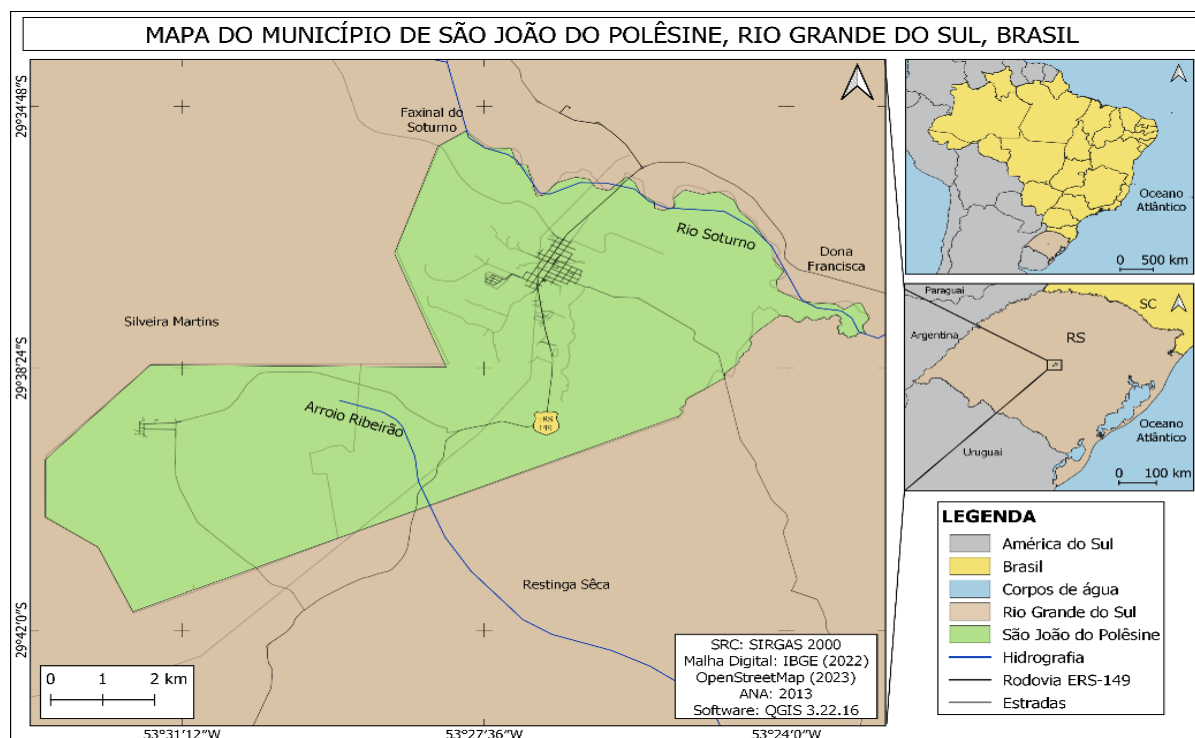 MAPA DO MUNICÍPIO DE SÃO JOÃO DO POLÊSINE, RIO GRANDE DO SUL, BRASIL
29°34'48"S
29°38'24"S
29°42'0"S
Faxinal do
Soturno
Rio Soturno
Dona
Francisca
Silveira Martins
Arroio Ribeirão
RS
149
Restinga Sêca
0 1 2 km
SRC: SIRGAS 2000
Malha Digital: IBGE (2022)
OpenStreetMap (2023)
ANA: 2013
Software: QGIS 3.22.16
53°31'12"W
53°27'36"W
53°24'0"W
Oceano
Atlântico
0 500 km
Paraguai
SC
Argentina
RS
Oceano
Atlântico
Uruguai
0 100 km
LEGENDA
América do Sul
Brasil
Corpos de água
Rio Grande do Sul
São João do Polêsine
Hidrografia
Rodovia ERS-149
Estradas